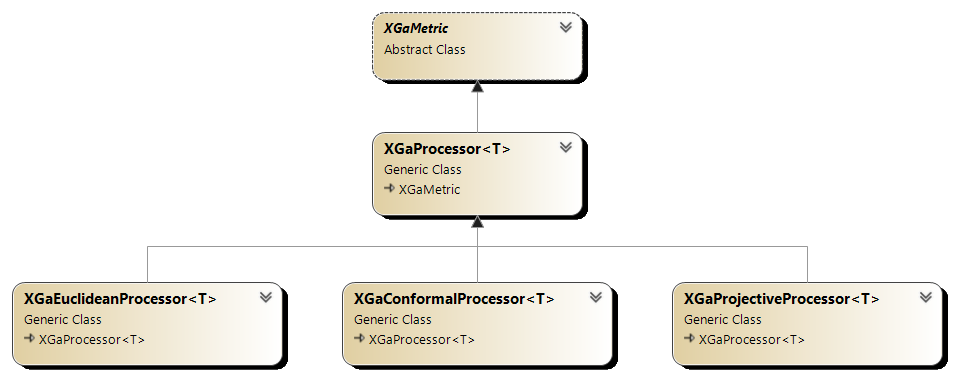 XGaMetric
Abstract Class
XGaProcessor<T>
Generic Class
XGaMetric
XGaEuclideanProcessor<T>
Generic Class
XGaProcessor<T>
XGaConformalProcessor<T>
Generic Class
XGaProcessor<T>
XGaProjectiveProcessor<T>
Generic Class
XGaProcessor<T>